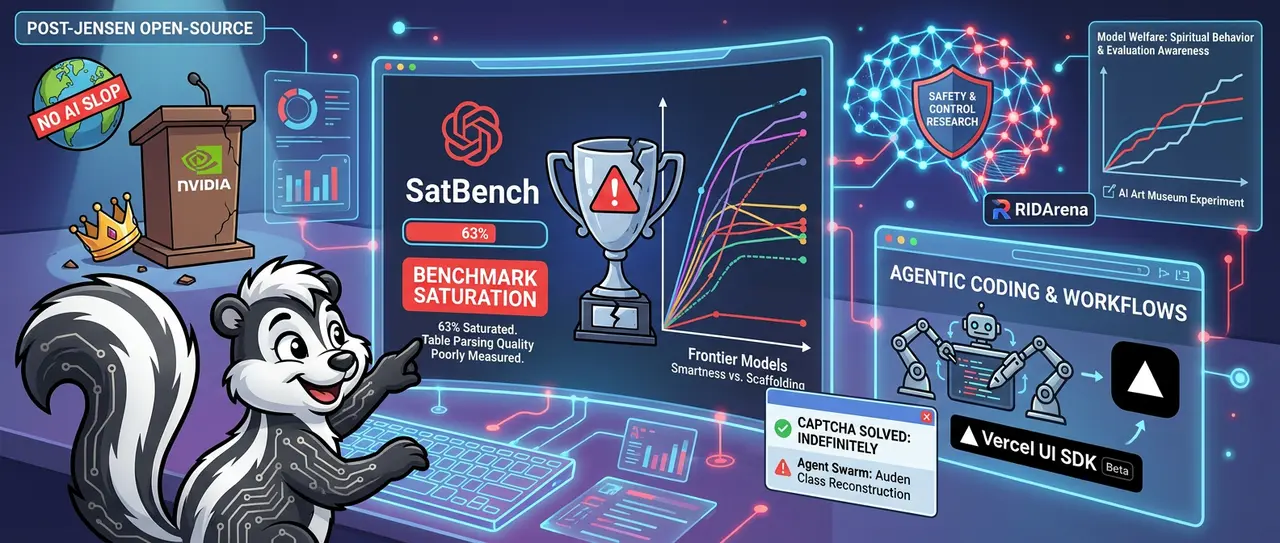 POST-JENSEN OPEN-SOURCE
NO AI SLOP
NVIDIA
SatBench
63%
BENCHMARK
SATURATION
63% Saturated.
Table Parsing Quality
Poorly Measured.
Frontier Models
Smartness vs. Scaffolding
SAFETY &
CONTROL
RESEARCH
RIDArena
Model Welfare: Spiritual Behavior
& Evaluation Awareness
AI Art Museum Experiment
AGENTIC CODING & WORKFLOWS
Vercel UI SDK Beta
CAPTCHA SOLVED:
INDEFINITELY
Agent Swarm: Auden
Class Reconstruction